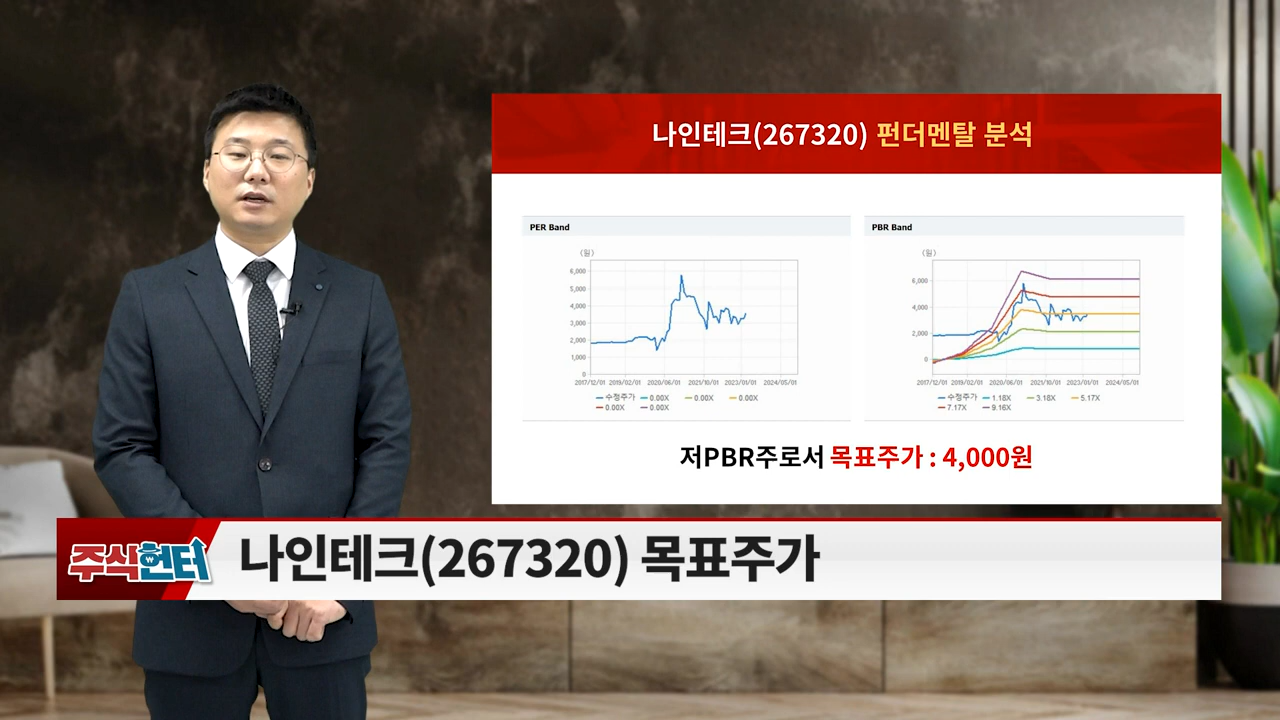 나인테크(267320) 펀더멘탈 분석
PER Band
(원)
6,000
5,000
4,000
3,000
2,000
1,000
0
2017/12/01 2019/02/01 2020/06/01 2021/10/01 2023/01/01 2024/05/01
수정주가 0.00X 0.00X 0.00X
0.00X 0.00X
PBR Band
(원)
6,000
4,000
2,000
0
2017/12/01 2019/02/01 2020/06/01 2021/10/01 2023/01/01 2024/05/01
수정주가 1.18X 3.18X 5.17X
7.17X 9.16X
저PBR주로서 목표주가 : 4,000원
주식헌터
나인테크(267320) 목표주가